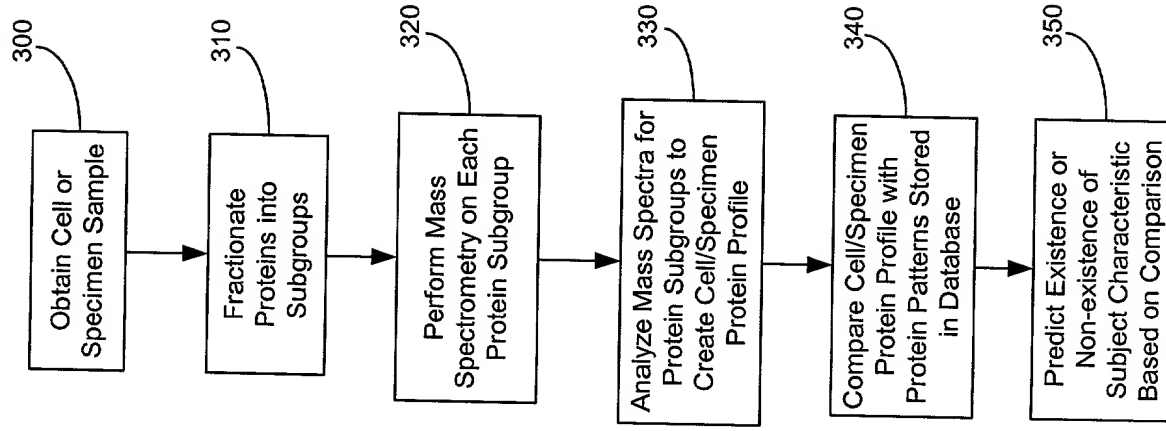 300
Obtain Cell or
Specimen Sample
310
Fractionate
Proteins into
Subgroups
320
Perform Mass
Spectrometry on Each
Protein Subgroup
330
Analyze Mass Spectra for
Protein Subgroups to
Create Cell/Specimen
Protein Profile
340
Compare Cell/Specimen
Protein Profile with
Protein Patterns Stored
in Database
350
Predict Existence or
Non-existence of
Subject Characteristic
Based on Comparison